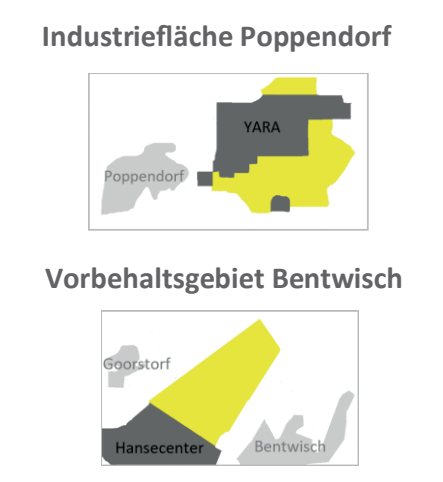 Industriefläche Poppendorf
YARA
Poppendorf
Vorbehaltsgebiet Bentwisch
Goorstorf
Hansecenter
Bentwisch